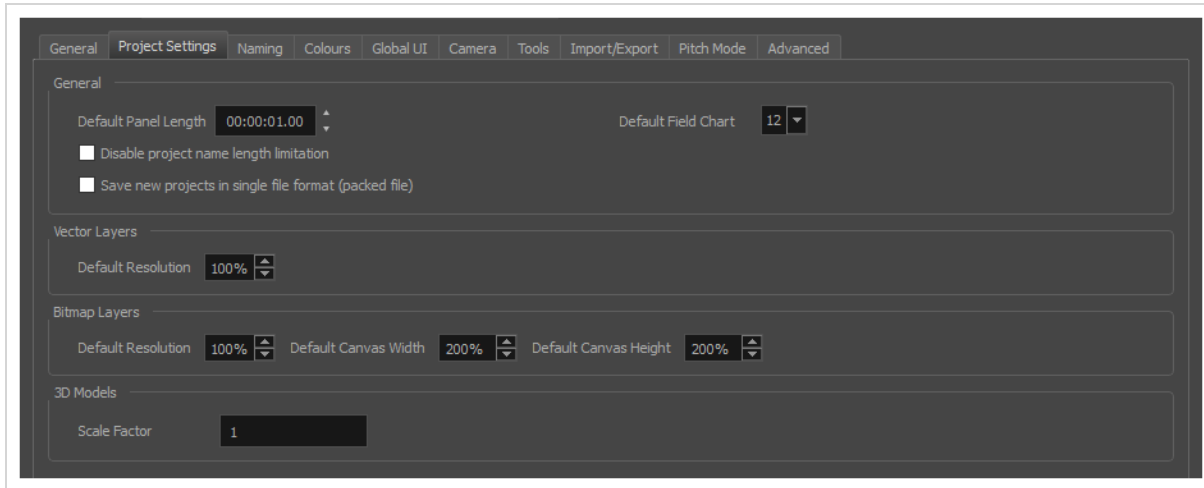 General Project Settings Naming Colours Global UI Camera Tools Import/Export Pitch Mode Advanced
General
Default Panel Length 00:00:01.00 Default Field Chart 12
Disable project name length limitation
Save new projects in single file format (packed file)
Vector Layers
Default Resolution 100%
Bitmap Layers
Default Resolution 100% Default Canvas Width 200% Default Canvas Height 200%
3D Models
Scale Factor 1